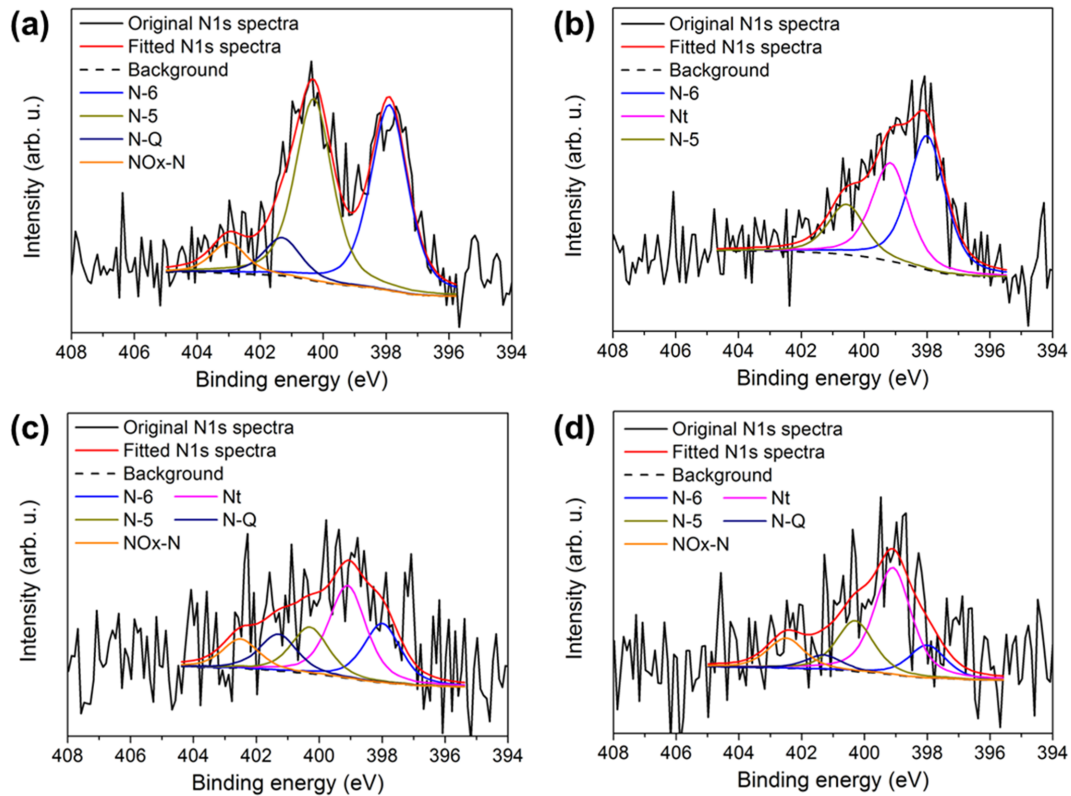 (a)
Original N1s spectra
Fitted N1s spectra
Background
N-6
N-5
N-Q
NOx-N
Intensity (arb. u.)
408 406 404 402 400 398 396 394
Binding energy (eV)
(b)
Original N1s spectra
Fitted N1s spectra
Background
N-6
Nt
N-5
Intensity (arb. u.)
408 406 404 402 400 398 396 394
Binding energy (eV)
(c)
Original N1s spectra
Fitted N1s spectra
Background
N-6 Nt
N-5 N-Q
NOx-N
Intensity (arb. u.)
408 406 404 402 400 398 396 394
Binding energy (eV)
(d)
Original N1s spectra
Fitted N1s spectra
Background
N-6 Nt
N-5 N-Q
NOx-N
Intensity (arb. u.)
408 406 404 402 400 398 396 394
Binding energy (eV)